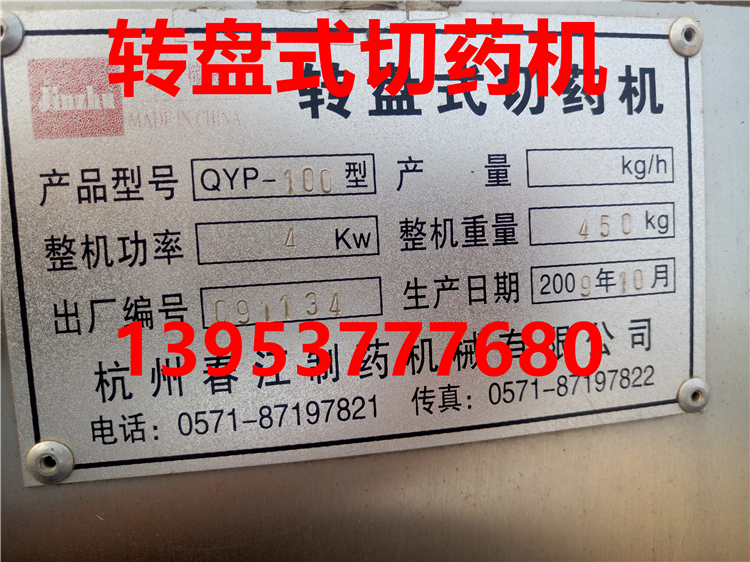 转盘式切药机
Jinzhu
转盘式切药机
MADE IN CHINA
产品型号 QYP-100型 产量 kg/h
整机功率 4 Kw 整机重量 450 kg
出厂编号 091134 生产日期 2009年10月
13953777680
杭州春江制药机械有限公司
电话：0571-87197821 传真：0571-87197822